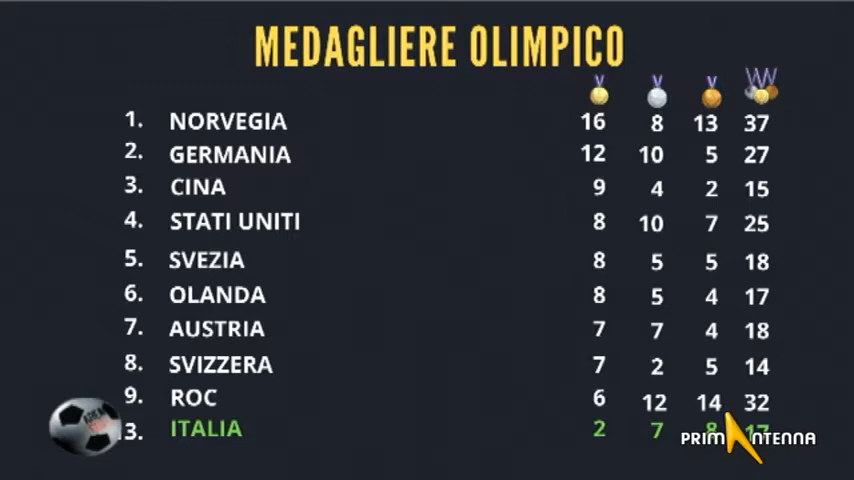 MEDAGLIERE OLIMPICO
1. NORVEGIA 16 8 13 37
2. GERMANIA 12 10 5 27
3. CINA 9 4 2 15
4. STATI UNITI 8 10 7 25
5. SVEZIA 8 5 5 18
6. OLANDA 8 5 4 17
7. AUSTRIA 7 7 4 18
8. SVIZZERA 7 2 5 14
9. ROC 6 12 14 32
13. ITALIA 2 7 8 17
PRIMANTENNA